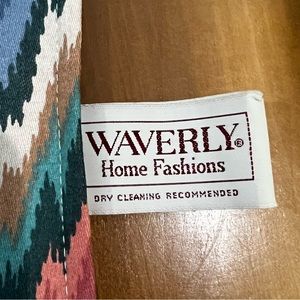 WAVERLY®
Home Fashions
DRY CLEANING RECOMMENDED